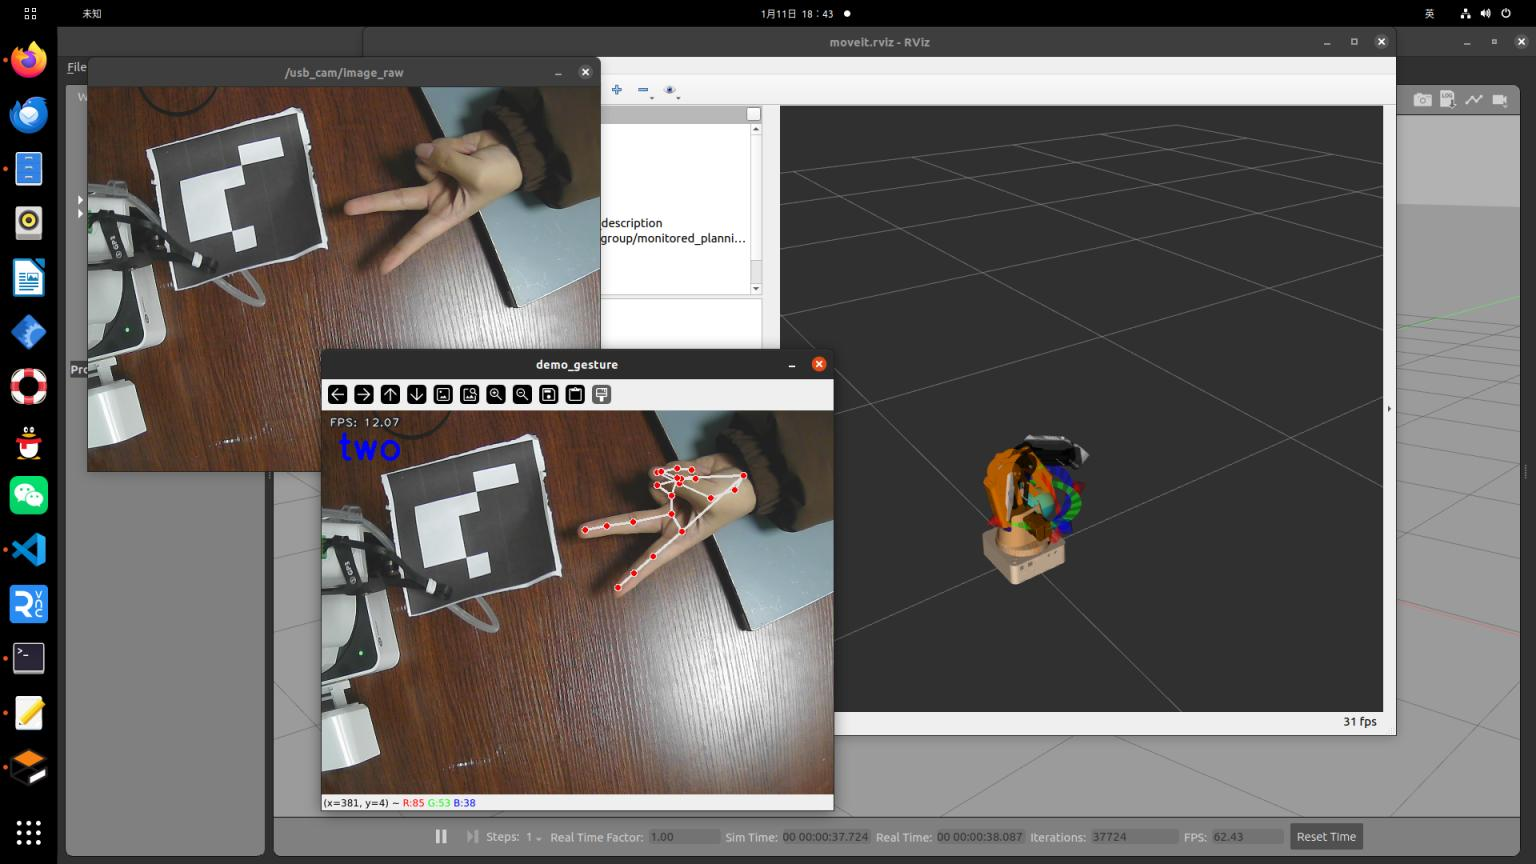 未知
1月11日 18：43
英
moveit.rviz - RViz
File
/usb_cam/image_raw
LOG
description
group/monitored_planni...
demo_gesture
FPS: 12.07
two
(x=381, y=4) ~ R:85 G:53 B:38
31 fps
Steps: 1
Real Time Factor: 1.00
Sim Time: 00 00:00:37.724
Real Time: 00 00:00:38.087
Iterations: 37724
FPS: 62.43
Reset Time